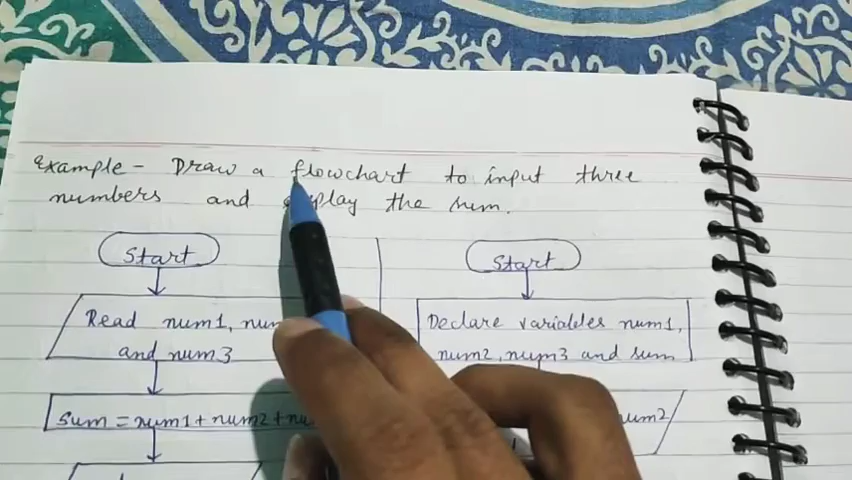 Example - Draw a flowchart to input three
numbers and display the sum.
Start
Read num1,
and num3
sum = num1 + num2 +
Start
Declare variables num1,
num2, num3 and sum
num2